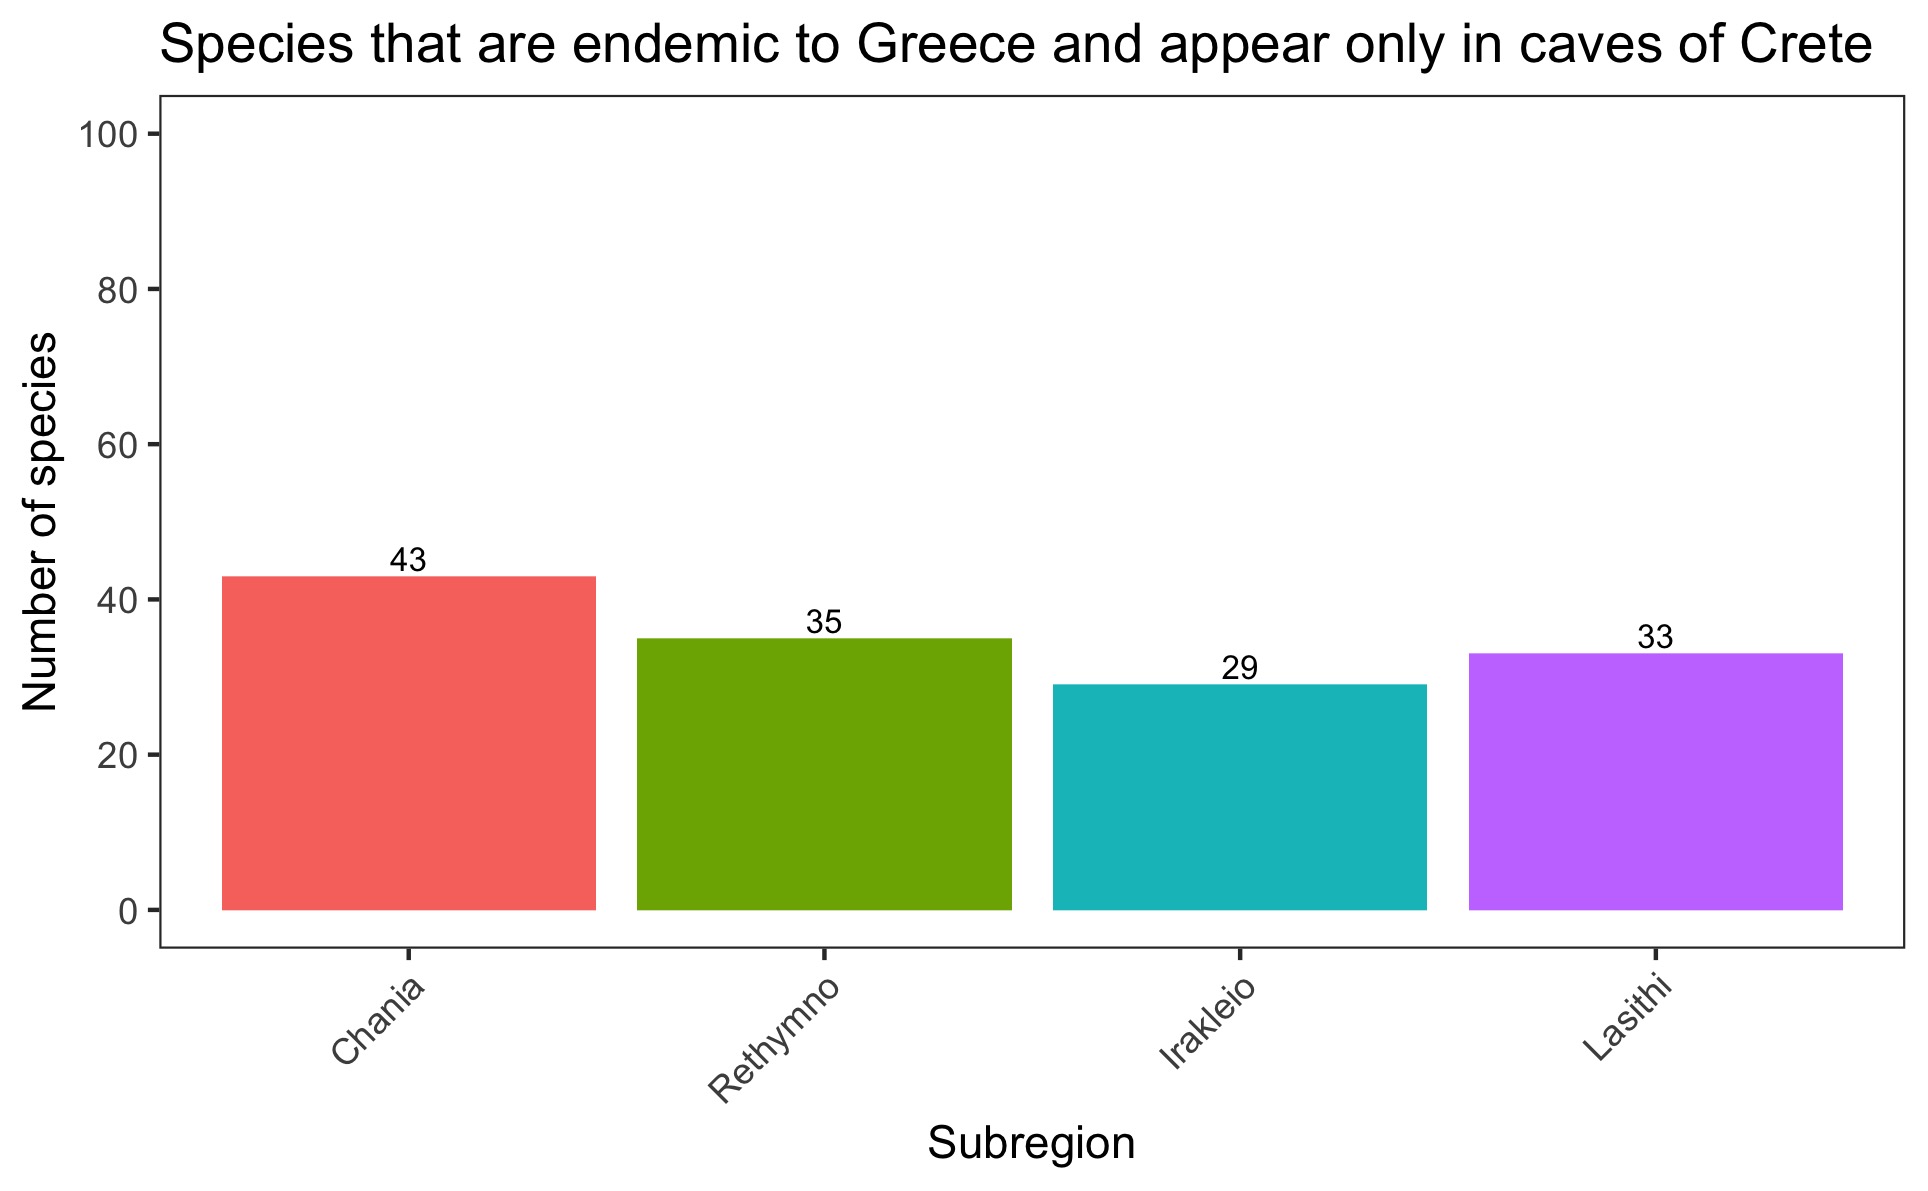 Species that are endemic to Greece and appear only in caves of Crete
Number of species
100
80
60
40
20
0
43
35
29
33
Chania
Rethymno
Irakleio
Lasithi
Subregion